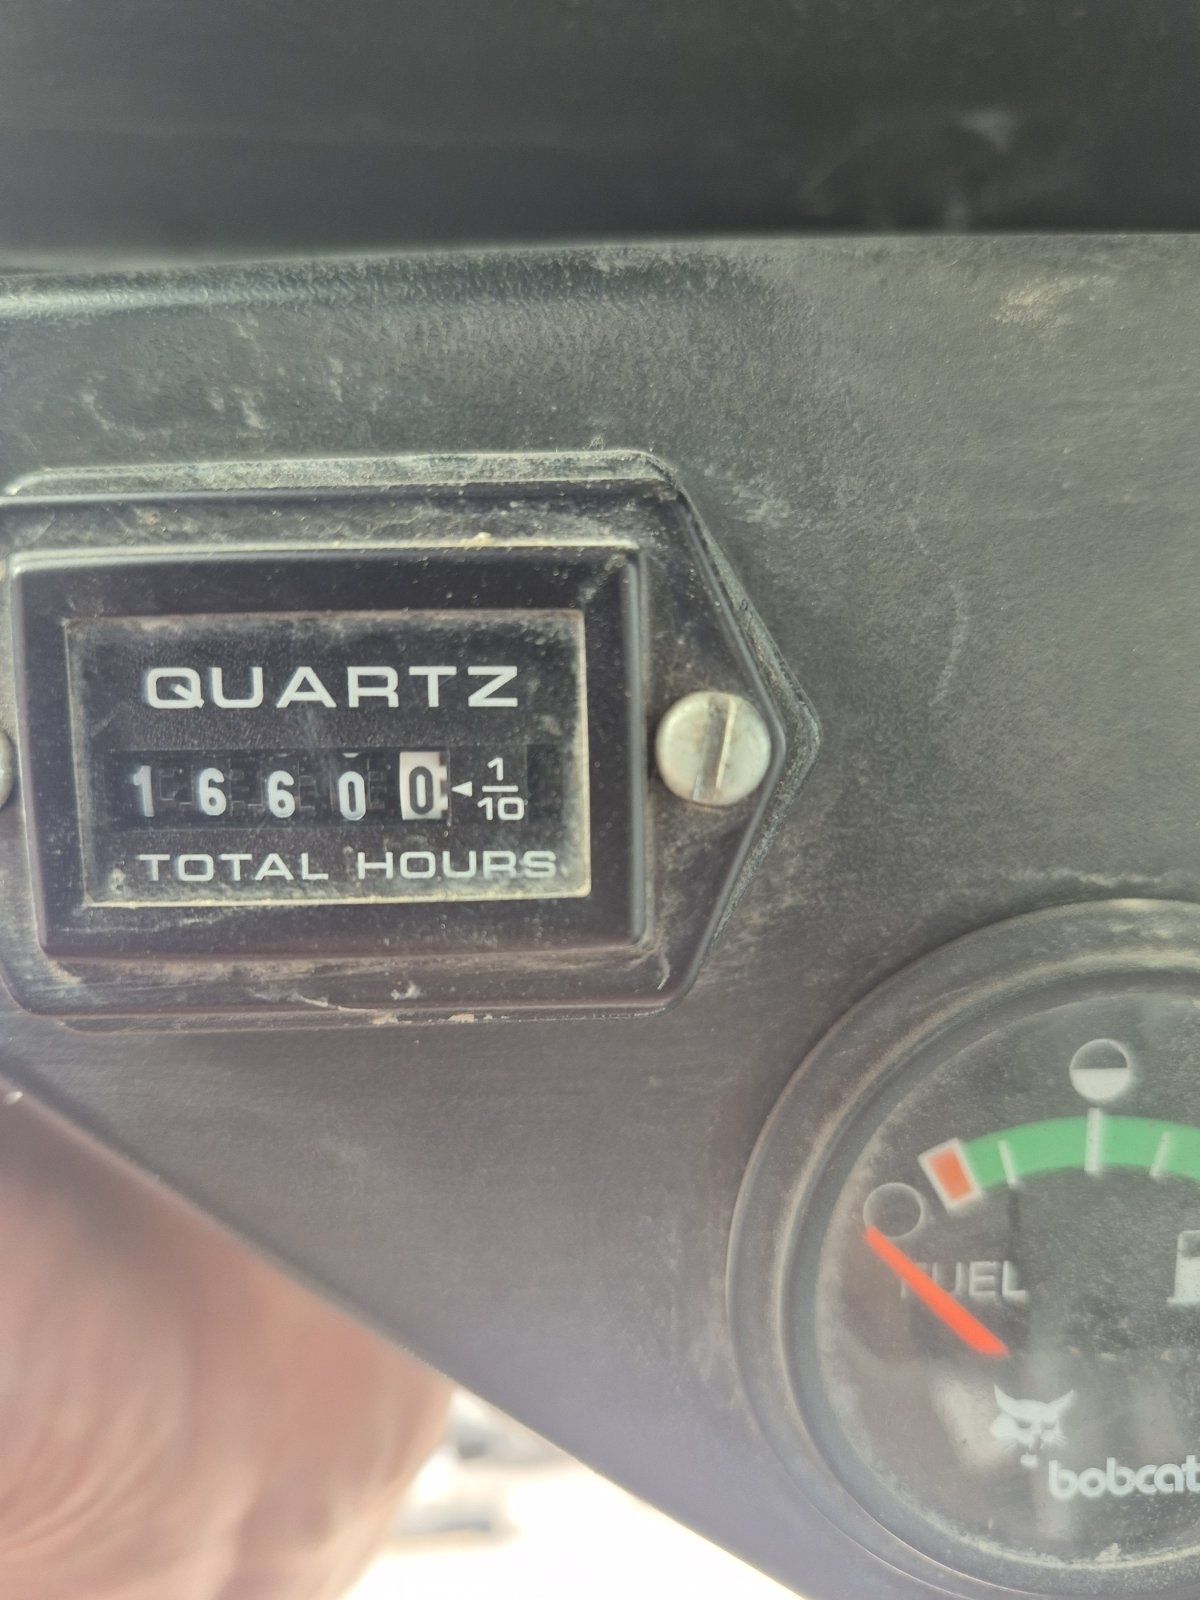 QUARTZ
1 6 6 0 0 1/10
TOTAL HOURS
FUEL
bobcat